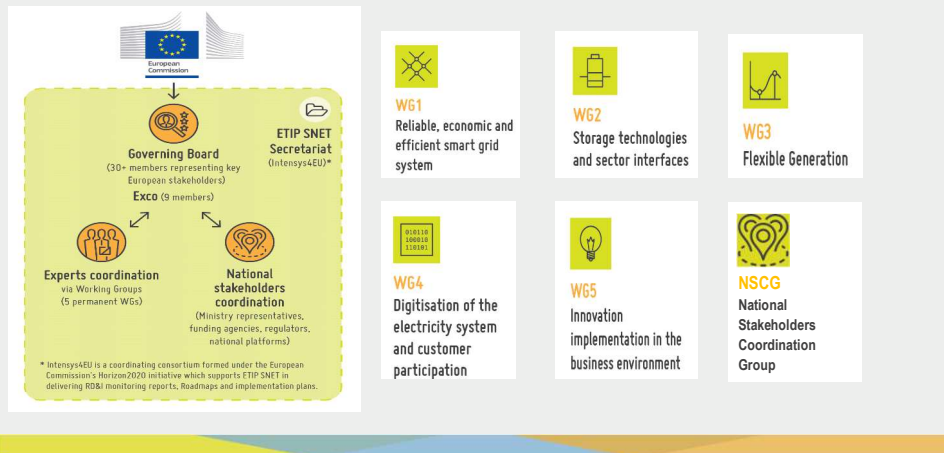 European
Commission
ETIP SNET
Secretariat
(Intensys4EU)*
Governing Board
(30+ members representing key
European stakeholders)
Exco (9 members)
Experts coordination
via Working Groups
(5 permanent WGs)
National
stakeholders
coordination
(Ministry representatives,
funding agencies, regulators,
national platforms)
* Intensys4EU is a coordinating consortium formed under the European
Commission's Horizon2020 initiative which supports ETIP SNET in
delivering RD&I monitoring reports, Roadmaps and implementation plans.
WG1
Reliable, economic and
efficient smart grid
system
WG2
Storage technologies
and sector interfaces
WG3
Flexible Generation
010110
100010
110101
WG4
Digitisation of the
electricity system
and customer
participation
WG5
Innovation
implementation in the
business environment
NSCG
National
Stakeholders
Coordination
Group